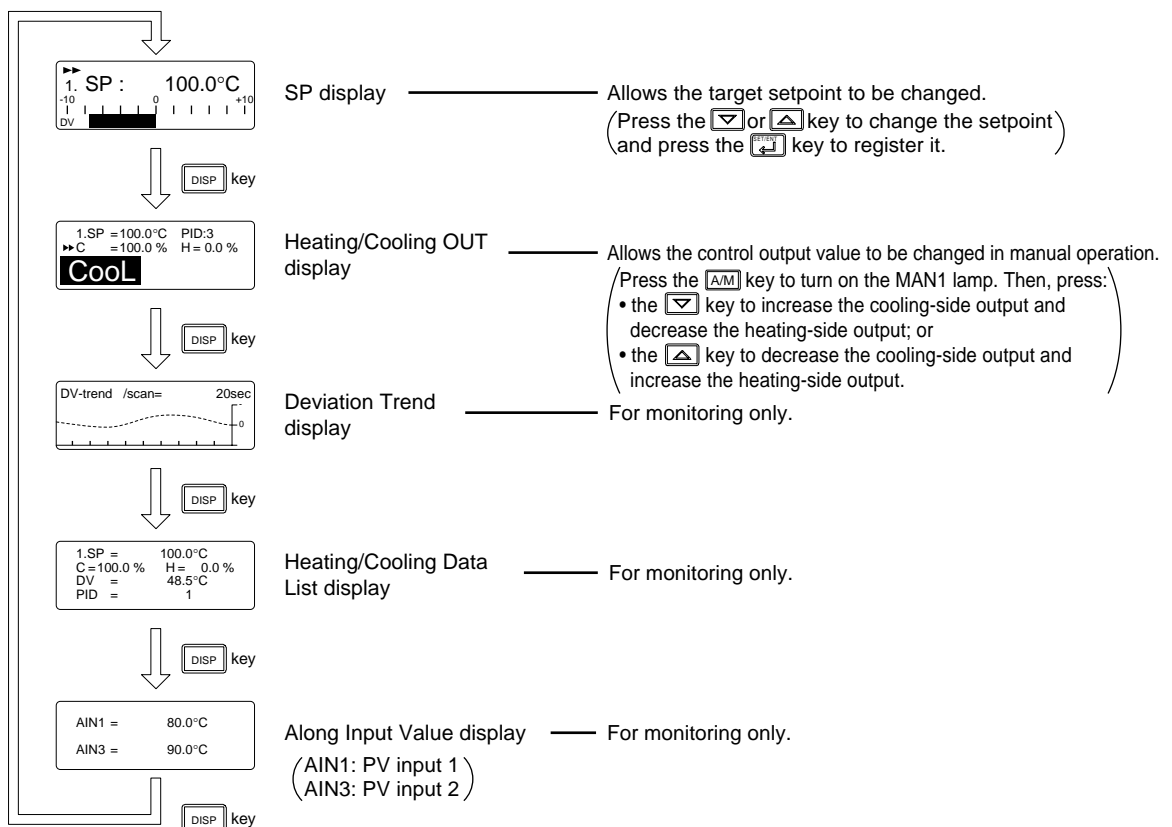 1. SP : 100.0°C
-10 0 +10
DV
SP display
Allows the target setpoint to be changed.
Press the or key to change the setpoint
and press the SET/ENT key to register it.
DISP key
1.SP =100.0°C PID:3
C =100.0 % H = 0.0 %
CooL
Heating/Cooling OUT
display
Allows the control output value to be changed in manual operation.
Press the A/M key to turn on the MAN1 lamp. Then, press:
• the key to increase the cooling-side output and
decrease the heating-side output; or
• the key to decrease the cooling-side output and
increase the heating-side output.
DISP key
DV-trend /scan= 20sec
0
Deviation Trend
display
For monitoring only.
DISP key
1.SP = 100.0°C
C=100.0 % H = 0.0 %
DV = 48.5°C
PID = 1
Heating/Cooling Data
List display
For monitoring only.
DISP key
AIN1 = 80.0°C
AIN3 = 90.0°C
Along Input Value display
For monitoring only.
AIN1: PV input 1
AIN3: PV input 2
DISP key